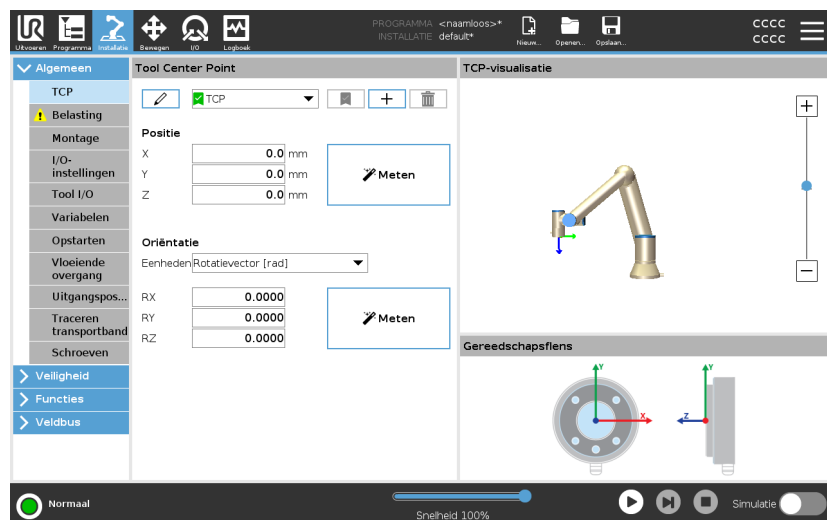 PROGRAMMA <naamloos>*
INSTALLATIE default*
Uitvoeren Programma Installatie Bewegen I/O Logboek
Nieuw... Openen... Opslaan...
cccc
cccc
Algemeen
TCP
Belasting
Montage
I/O-
instellingen
Tool I/O
Variabelen
Opstarten
Vloeiende
overgang
Uitgangspos...
Traceren
transportband
Schroeven
Veiligheid
Functies
Veldbus
Tool Center Point
TCP
Positie
X 0.0 mm
Y 0.0 mm
Z 0.0 mm
Meten
Oriëntatie
Eenheden Rotatievector [rad]
RX 0.0000
RY 0.0000
RZ 0.0000
Meten
TCP-visualisatie
Gereedschapsflens
Y
X
Y
Z
Normaal
Snelheid 100%
Simulatie